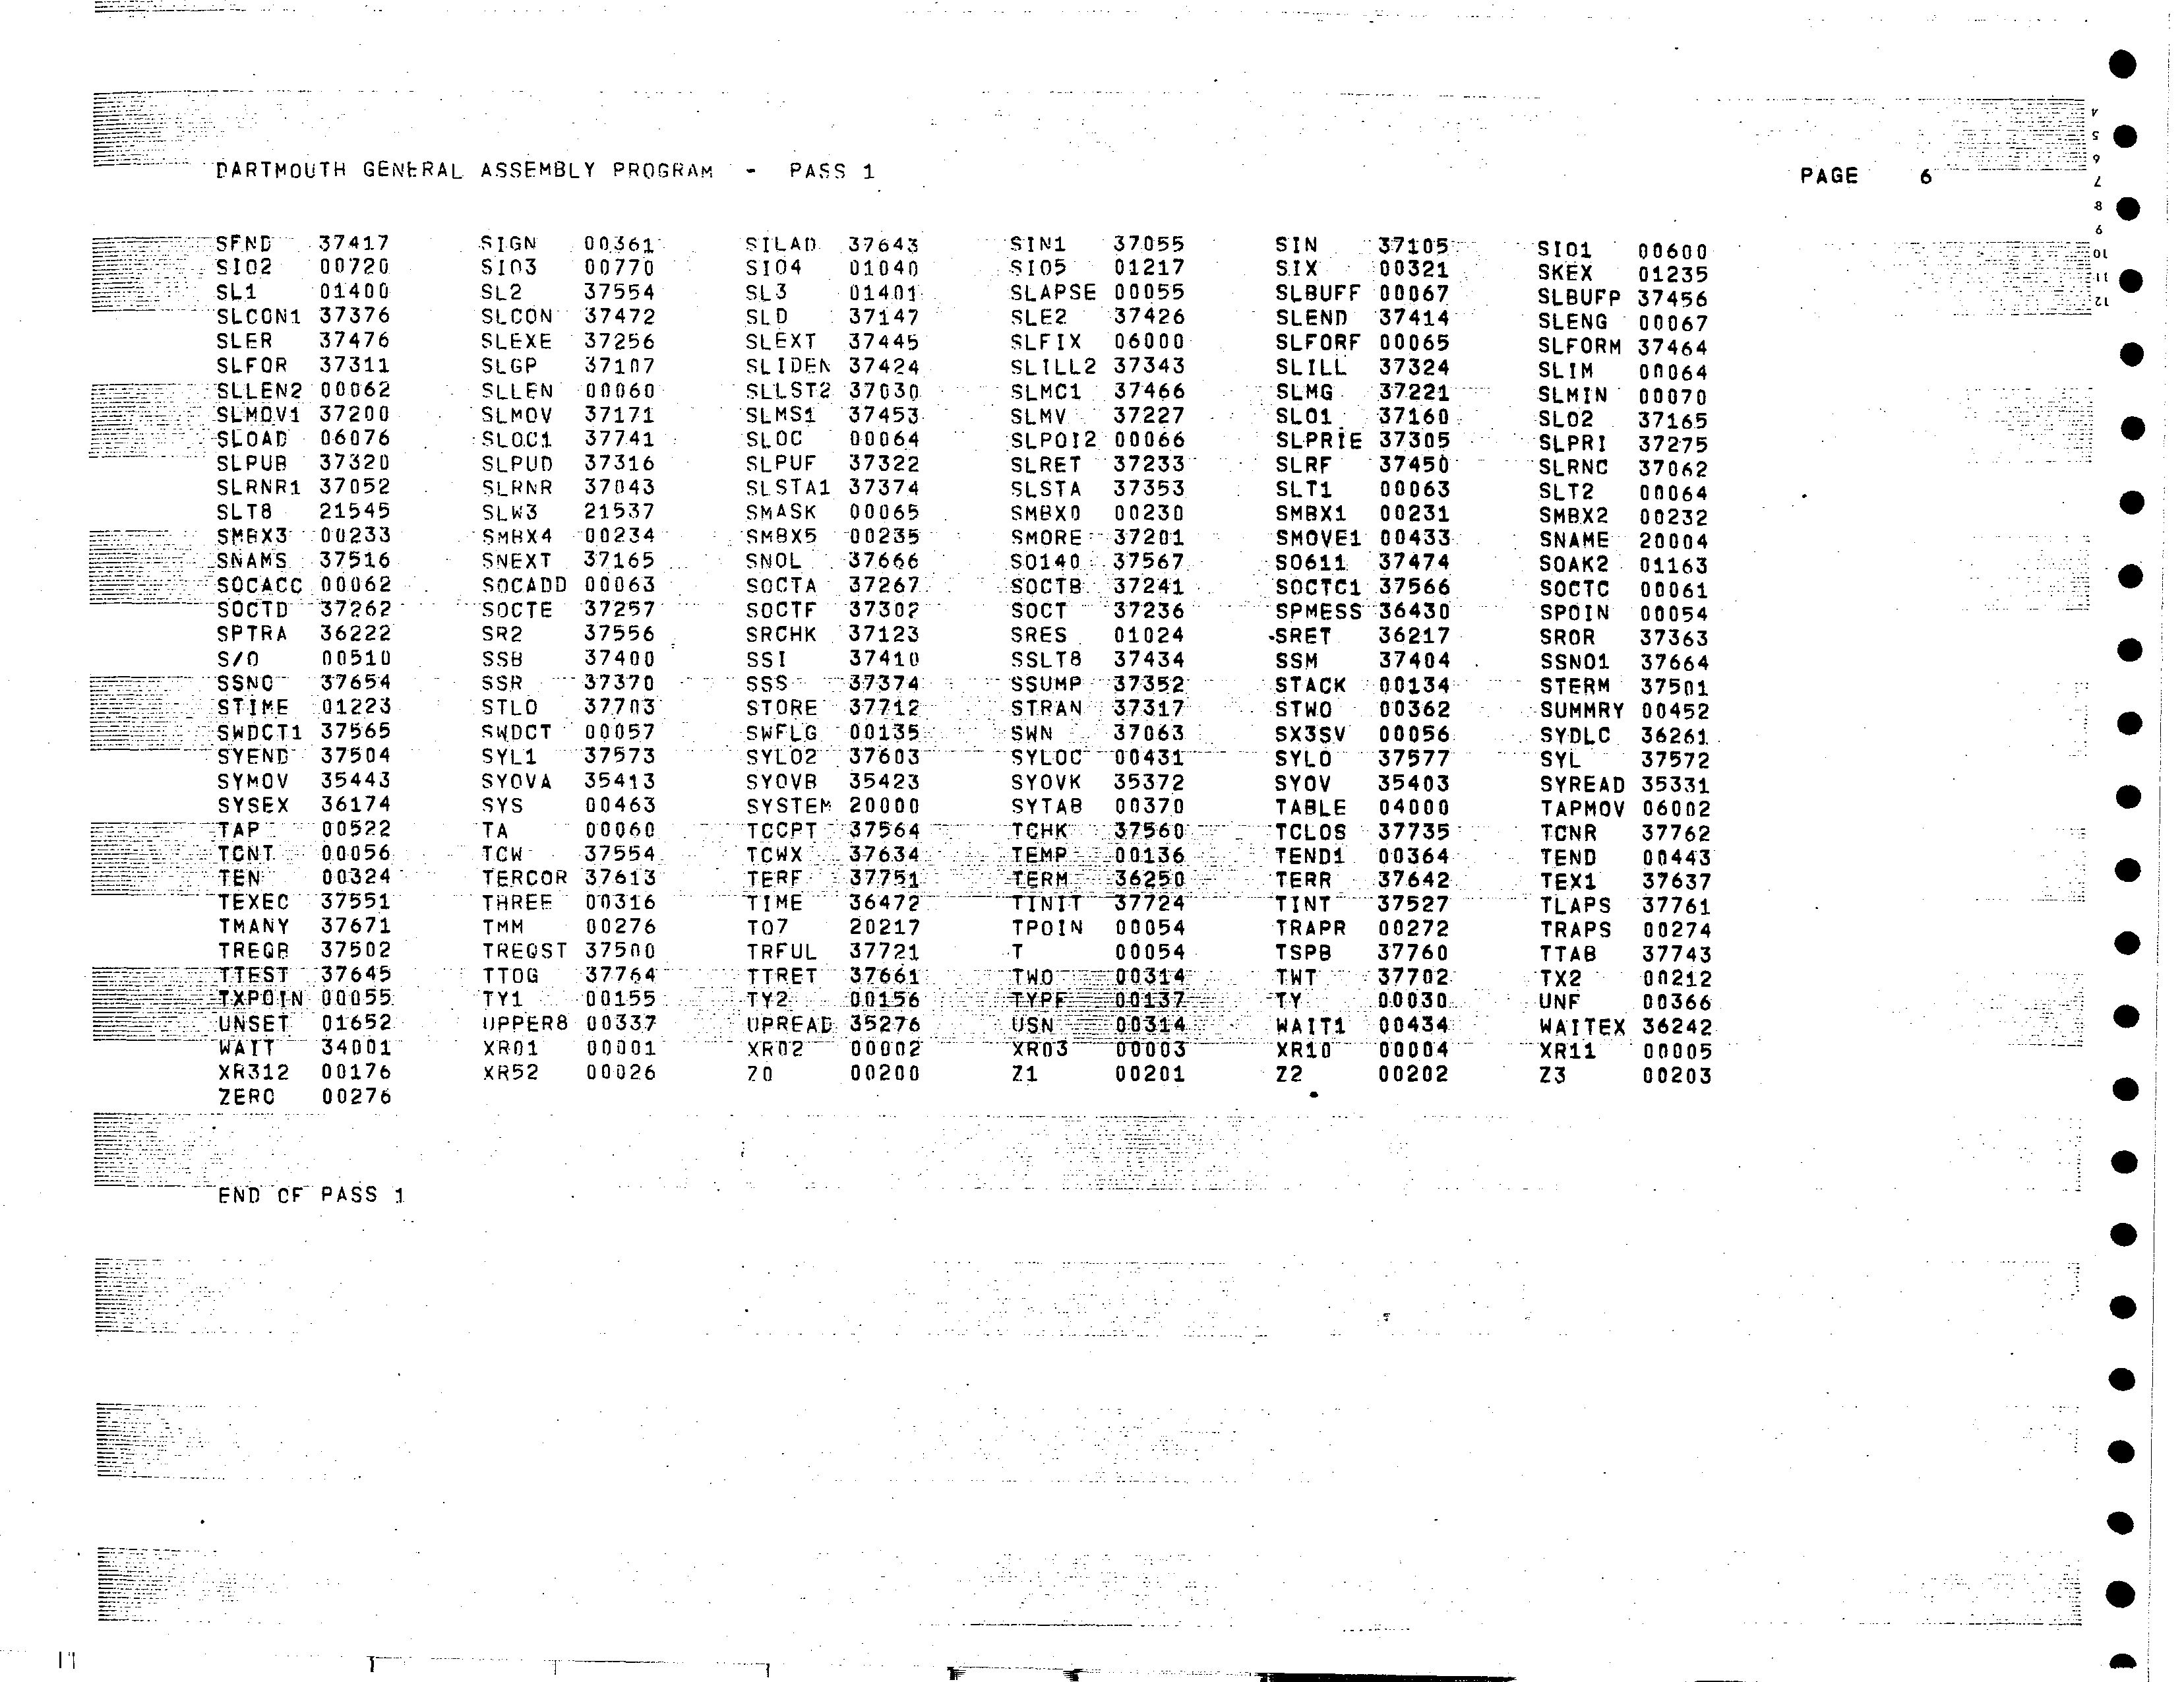 DARTMOUTH GENERAL ASSEMBLY PROGRAM - PASS 1 PAGE 6
SFND 37417 SIGN 00361 SILAD 37643 SIN1 37055 SIN 37105 SIO1 00600
SIO2 00720 SIO3 00770 SIO4 01040 SIO5 01217 SIX 00321 SKEX 01235
SL1 01400 SL2 37554 SL3 01401 SLAPSE 00055 SLBUFF 00067 SLBUFP 37456
SLCON1 37376 SLCON 37472 SLD 37147 SLE2 37426 SLEND 37414 SLENG 00067
SLER 37476 SLEXE 37256 SLEXT 37445 SLFIX 06000 SLFORF 00065 SLFORM 37464
SLFOR 37311 SLGP 37107 SLIDEN 37424 SLILL2 37343 SLILL 37324 SLIM 00064
SLLEN2 00062 SLLEN 00060 SLLST2 37030 SLMC1 37466 SLMG 37221 SLMIN 00070
SLMOV1 37200 SLMOV 37171 SLMS1 37453 SLMV 37227 SLO1 37160 SLO2 37165
SLOAD 06076 SLOC1 37741 SLOC 00064 SLPOI2 00066 SLPRIE 37305 SLPRI 37275
SLPUB 37320 SLPUD 37316 SLPUF 37322 SLRET 37233 SLRF 37450 SLRNC 37062
SLRNR1 37052 SLRNR 37043 SLSTA1 37374 SLSTA 37353 SLT1 00063 SLT2 00064
SLT8 21545 SLW3 21537 SMASK 00065 SMBX0 00230 SMBX1 00231 SMBX2 00232
SMBX3 00233 SMBX4 00234 SMBX5 00235 SMORE 37201 SMOVE1 00433 SNAME 20004
SNAMS 37516 SNEXT 37165 SNOL 37666 SO140 37567 SO611 37474 SOAK2 01163
SOCACC 00062 SOCADD 00063 SOCTA 37267 SOCTB 37241 SOCTC1 37566 SOCTC 00061
SOCTD 37262 SOCTE 37257 SOCTF 37302 SOCT 37236 SPMESS 36430 SPOIN 00054
SPTRA 36222 SR2 37556 SRCHK 37123 SRES 01024 SRET 36217 SROR 37363
S/O 00510 SSB 37400 SSI 37410 SSLT8 37434 SSM 37404 SSNO1 37664
SSNO 37654 SSR 37370 SSS 37374 SSUMP 37352 STACK 00134 STERM 37501
STIME 01223 STLO 37703 STORE 37712 STRAN 37317 STWO 00362 SUMMRY 00452
SWDCT1 37565 SWDCT 00057 SWFLG 00135 SWN 37063 SX3SV 00056 SYDLC 36261
SYEND 37504 SYL1 37573 SYLO2 37603 SYLOC 00431 SYLO 37577 SYL 37572
SYMOV 35443 SYOVA 35413 SYOVB 35423 SYOVK 35372 SYOV 35403 SYREAD 35331
SYSEX 36174 SYS 00463 SYSTEM 20000 SYTAB 00370 TABLE 04000 TAPMOV 06002
TAP 00522 TA 00060 TCCPT 37564 TCHK 37560 TCLOS 37735 TCNR 37762
TCNT 00056 TCW 37554 TCWX 37634 TEMP 00136 TEND1 00364 TEND 00443
TEN 00324 TERCOR 37613 TERF 37751 TERM 36250 TERR 37642 TEX1 37637
TEXEC 37551 THREE 00316 TIME 36472 TINIT 37724 TINT 37527 TLAPS 37761
TMANY 37671 TMM 00276 TO7 20217 TPOIN 00054 TRAPR 00272 TRAPS 00274
TREQB 37502 TREQST 37500 TRFUL 37721 T 00054 TSPB 37760 TTAB 37743
TTEST 37645 TTOG 37764 TTRET 37661 TWO 00314 TWT 37702 TX2 00212
TXPOIN 00055 TY1 00155 TY2 00156 TYPF 00137 TY 00030 UNF 00366
UNSET 01652 UPPER8 00337 UPREAD 35276 USN 00314 WAIT1 00434 WAITEX 36242
WAIT 34001 XR01 00001 XR02 00002 XR03 00003 XR10 00004 XR11 00005
XR312 00176 XR52 00026 Z0 00200 Z1 00201 Z2 00202 Z3 00203
ZERO 00276
END OF PASS 1
4
5
6
7
8
9
10
11
12